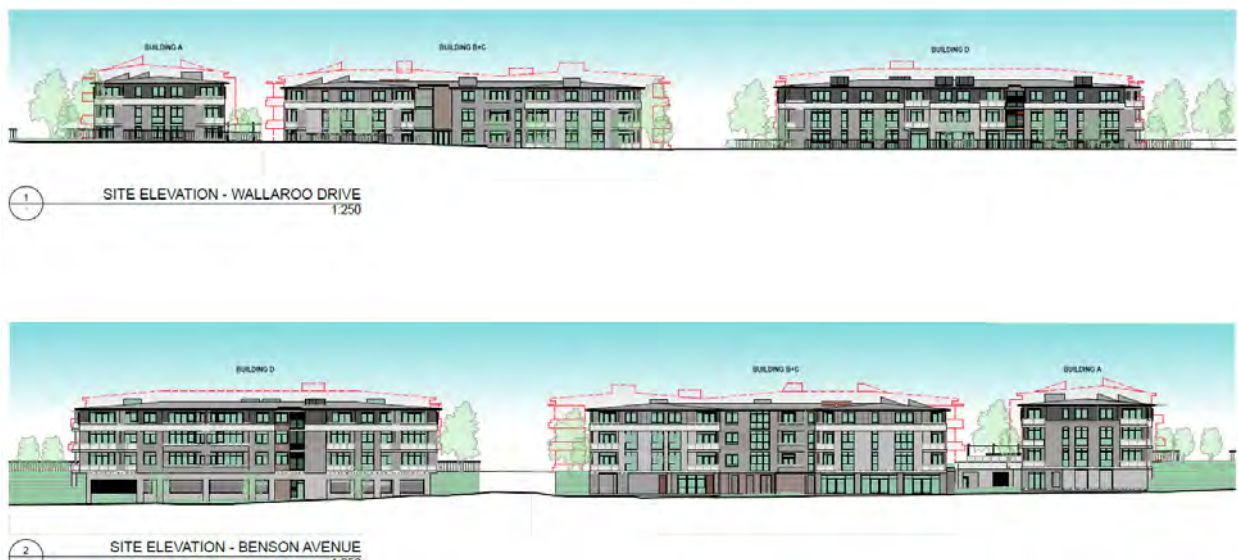 BUILDING A
BUILDING B+C
BUILDING D
1
SITE ELEVATION - WALLAROO DRIVE
1:250
BUILDING D
BUILDING B+C
BUILDING A
2
SITE ELEVATION - BENSON AVENUE